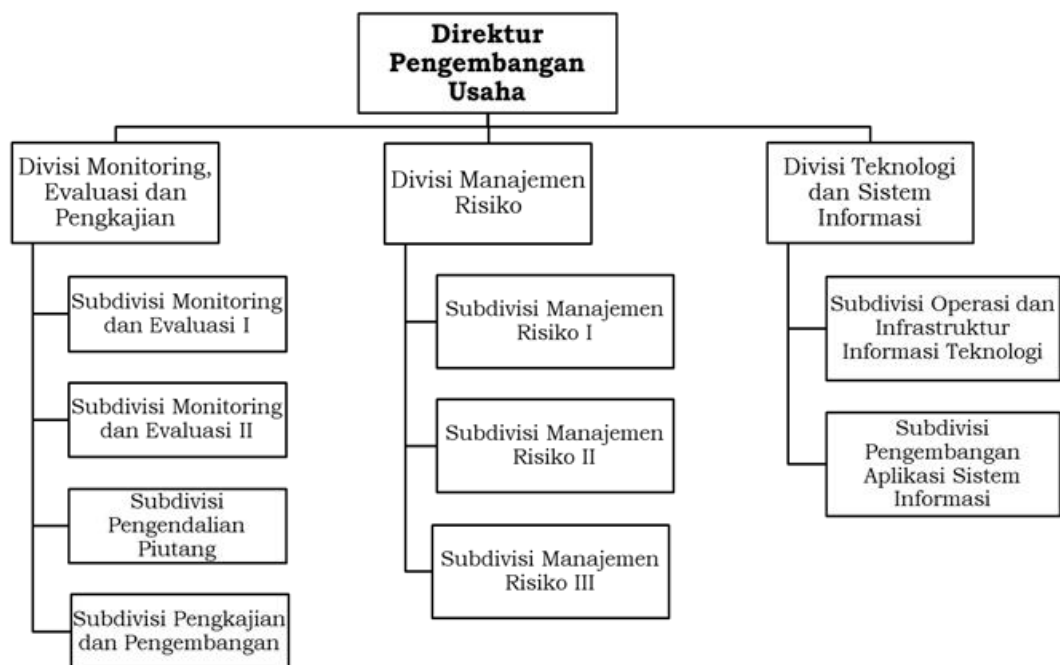 Direktur
Pengembangan
Usaha
Divisi Monitoring,
Evaluasi dan
Pengkajian
Subdivisi Monitoring
dan Evaluasi I
Subdivisi Monitoring
dan Evaluasi II
Subdivisi
Pengendalian
Piutang
Subdivisi Pengkajian
dan Pengembangan
Divisi Manajemen
Risiko
Subdivisi Manajemen
Risiko I
Subdivisi Manajemen
Risiko II
Subdivisi Manajemen
Risiko III
Divisi Teknologi
dan Sistem
Informasi
Subdivisi Operasi dan
Infrastruktur
Informasi Teknologi
Subdivisi
Pengembangan
Aplikasi Sistem
Informasi